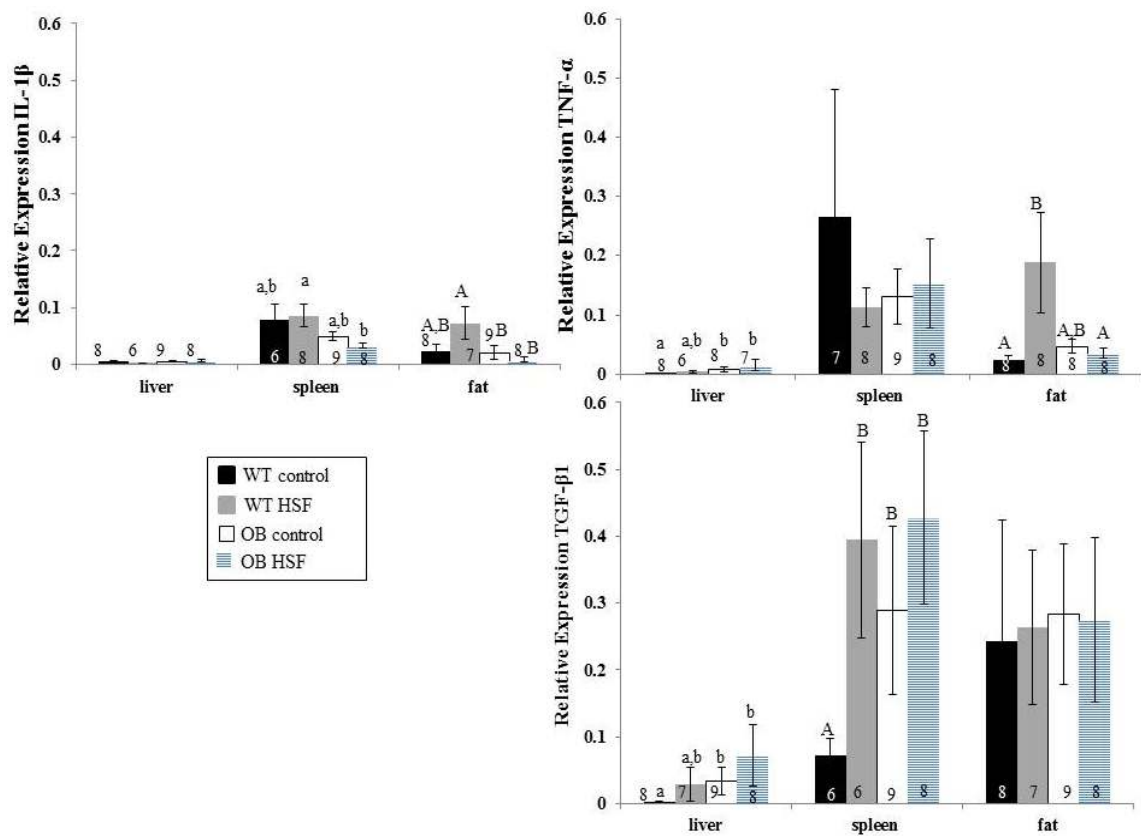 Relative Expression IL-1β
0.6
0.5
0.4
0.3
0.2
0.1
0
8 6 9 8
a,b a a,b b
6 8 9 8
A,B A B B
8 7 9 8
liver spleen fat
Relative Expression TNF-α
0.6
0.5
0.4
0.3
0.2
0.1
0
a a,b b b
8 6 8 7
7 8 9 8
A B A,B A
8 8 8 8
liver spleen fat
WT control
WT HSF
OB control
OB HSF
Relative Expression TGF-β1
0.6
0.5
0.4
0.3
0.2
0.1
0
a a,b b b
8 7 9 8
A B B B
6 6 9 8
8 7 9 8
liver spleen fat